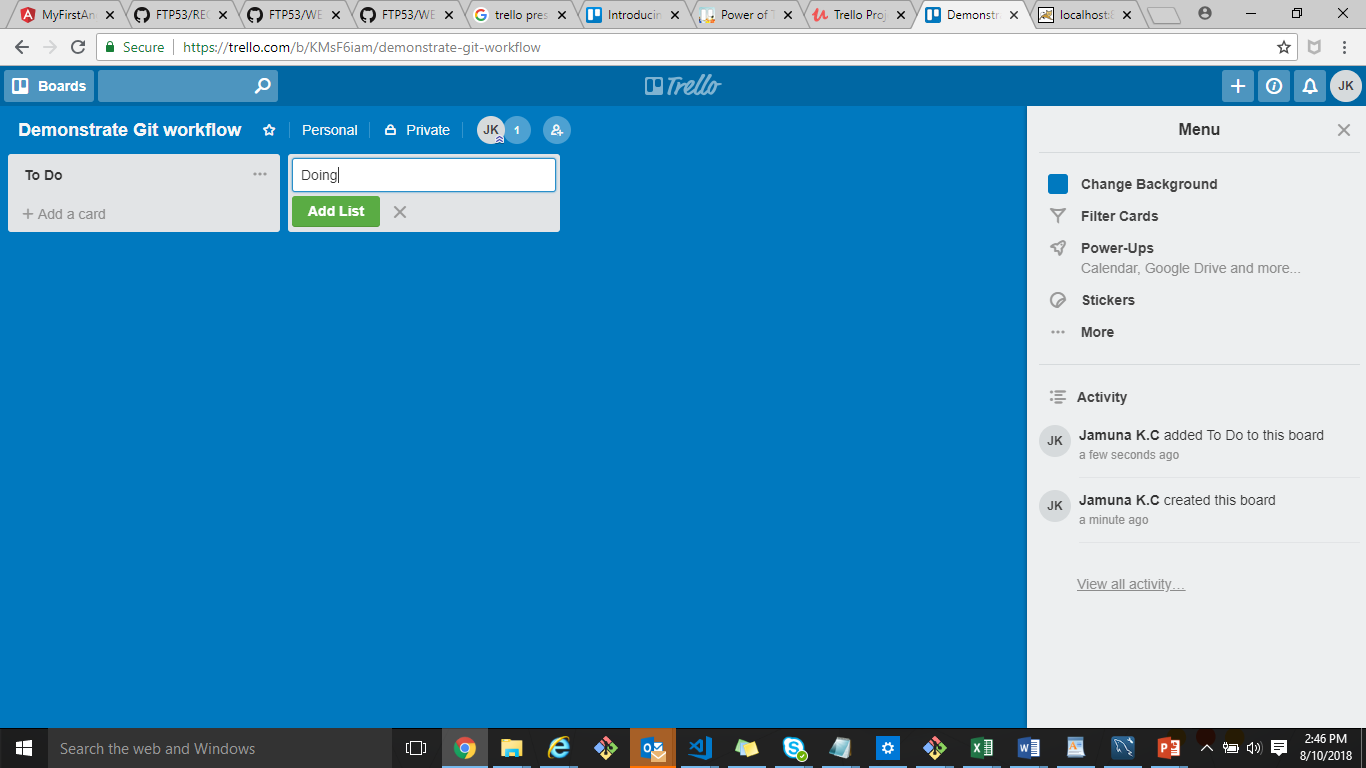 MyFirstAn
FTP53/REC
FTP53/WE
FTP53/WE
trello pres
Introducin
Power of T
Trello Proj
Demonstr
localhost:8
Secure
https://trello.com/b/KMsF6iam/demonstrate-git-workflow
Boards
Trello
JK
Demonstrate Git workflow
Personal
Private
JK
1
Menu
To Do
Doing
+ Add a card
Add List
Change Background
Filter Cards
Power-Ups
Calendar, Google Drive and more...
Stickers
More
Activity
JK
Jamuna K.C added To Do to this board
a few seconds ago
JK
Jamuna K.C created this board
a minute ago
View all activity…
Search the web and Windows
2:46 PM
8/10/2018